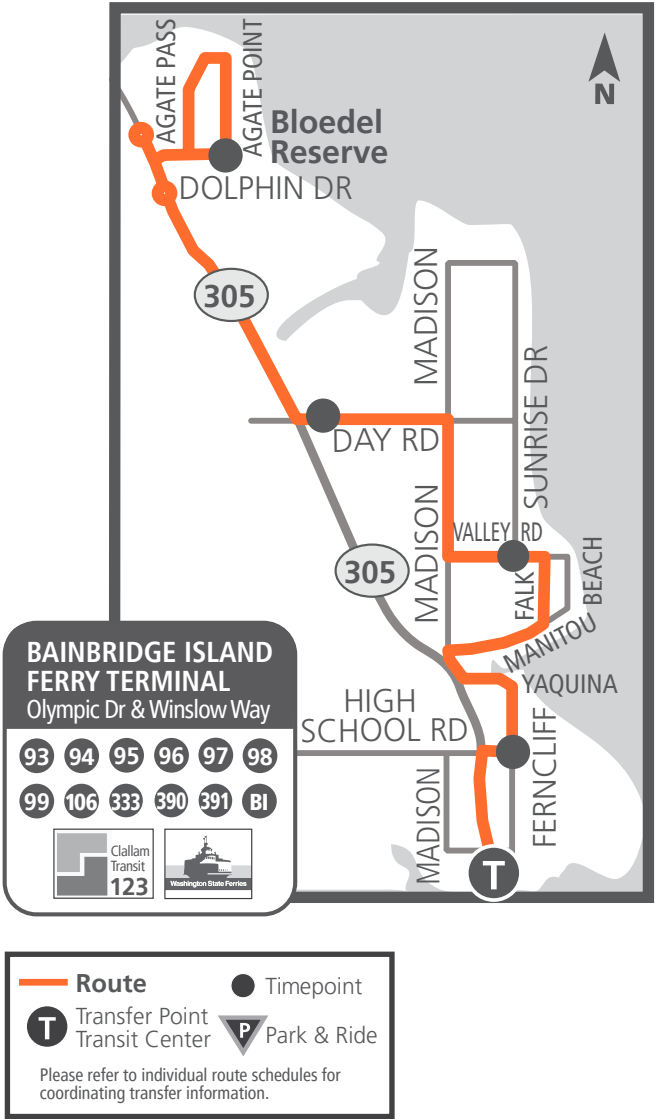 AGATE PASS
AGATE POINT
N
Bloedel
Reserve
DOLPHIN DR
305
MADISON
SUNRISE DR
DAY RD
MADISON
VALLEY RD
305
FALK
BEACH
MANITOU
YAQUINA
HIGH
SCHOOL RD
FERNCLIFF
MADISON
T
BAINBRIDGE ISLAND
FERRY TERMINAL
Olympic Dr & Winslow Way
93 94 95 96 97 98
99 106 333 390 391 BI
Clallam
Transit
123
Washington State Ferries
Route
Timepoint
T
Transfer Point
Transit Center
P
Park & Ride
Please refer to individual route schedules for
coordinating transfer information.